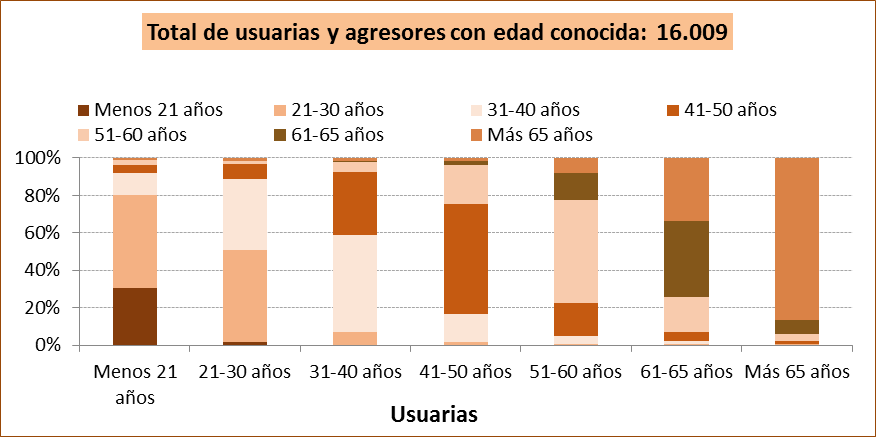 Total de usuarias y agresores con edad conocida: 16.009
Menos 21 años 21-30 años 31-40 años 41-50 años
51-60 años 61-65 años Más 65 años
100%
80%
60%
40%
20%
0%
Menos 21 años 21-30 años 31-40 años 41-50 años 51-60 años 61-65 años Más 65 años
Usuarias